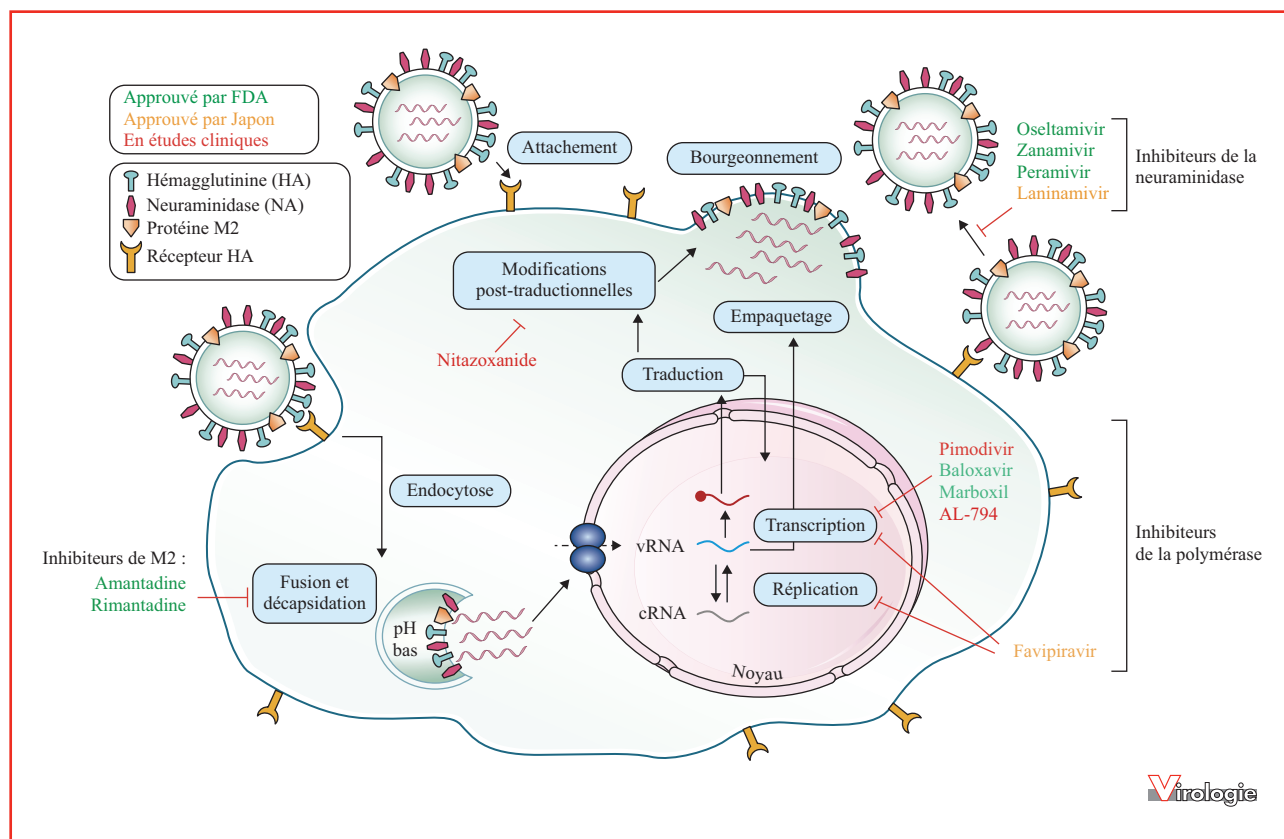 Approuvé par FDA
Approuvé par Japon
En études cliniques
Hémagglutinine (HA)
Neuraminidase (NA)
Protéine M2
Récepteur HA
Attachement
Bourgeonnement
Oseltamivir
Zanamivir
Peramivir
Laninamivir
Inhibiteurs de la
neuraminidase
Modifications
post-traductionnelles
Empaquetage
Nitazoxanide
Traduction
Endocytose
Pimodivir
Baloxavir
Marboxil
AL-794
Transcription
vRNA
Inhibiteurs
de la polymérase
Inhibiteurs de M2 :
Amantadine
Rimantadine
Fusion et
décapsidation
Réplication
cRNA
pH
bas
Favipiravir
Noyau
Virologie